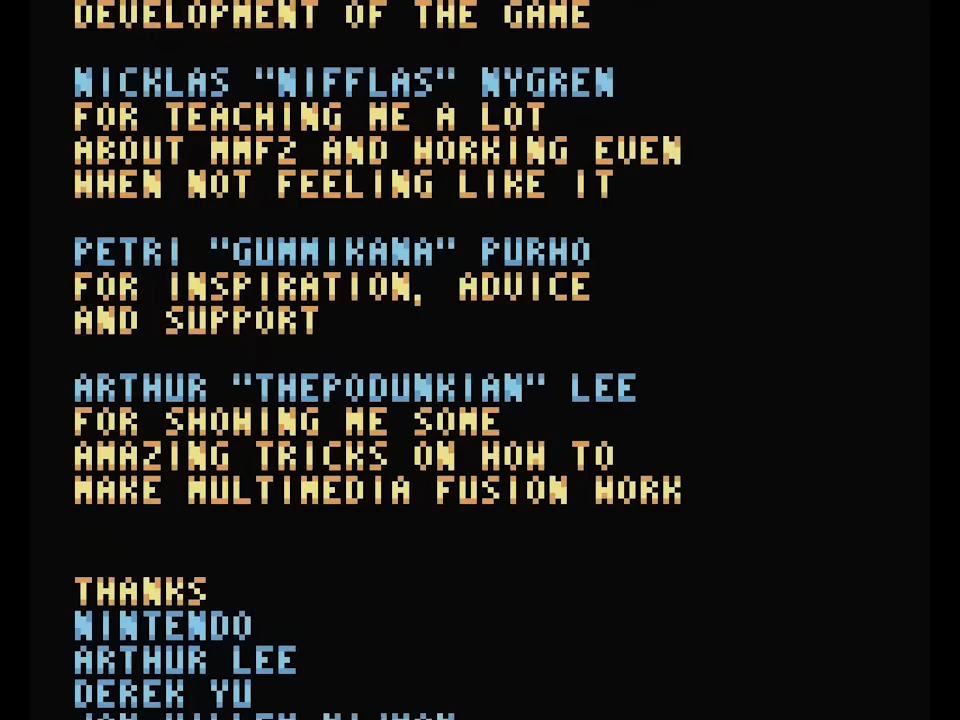 DEVELOPMENT OF THE GAME
NICKLAS "NIFFLAS" NYGREN
FOR TEACHING ME A LOT
ABOUT MMF2 AND WORKING EVEN
WHEN NOT FEELING LIKE IT
PETRI "GUMMIKANA" PURHO
FOR INSPIRATION, ADVICE
AND SUPPORT
ARTHUR "THEPODUNKIAN" LEE
FOR SHOWING ME SOME
AMAZING TRICKS ON HOW TO
MAKE MULTIMEDIA FUSION WORK
THANKS
NINTENDO
ARTHUR LEE
DEREK YU